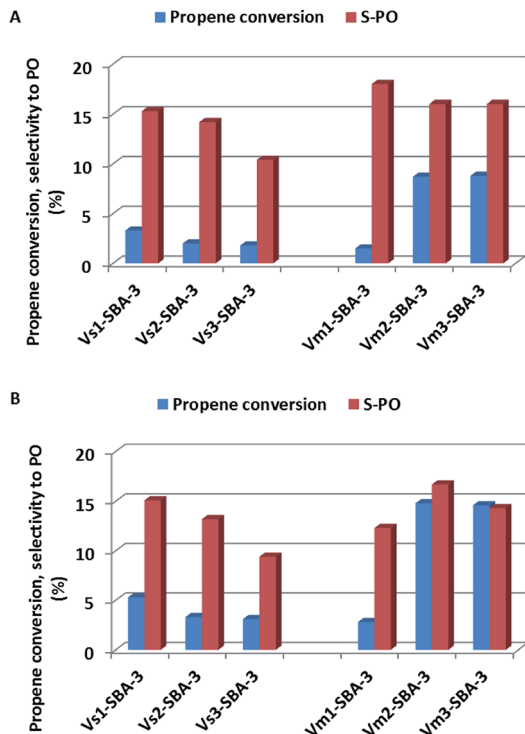 A
Propene conversion S-PO
Propene conversion, selectivity to PO
(%)
20
15
10
5
0
Vs1-SBA-3
Vs2-SBA-3
Vs3-SBA-3
Vm1-SBA-3
Vm2-SBA-3
Vm3-SBA-3
B
Propene conversion S-PO
Propene conversion, selectivity to PO
(%)
20
15
10
5
0
Vs1-SBA-3
Vs2-SBA-3
Vs3-SBA-3
Vm1-SBA-3
Vm2-SBA-3
Vm3-SBA-3